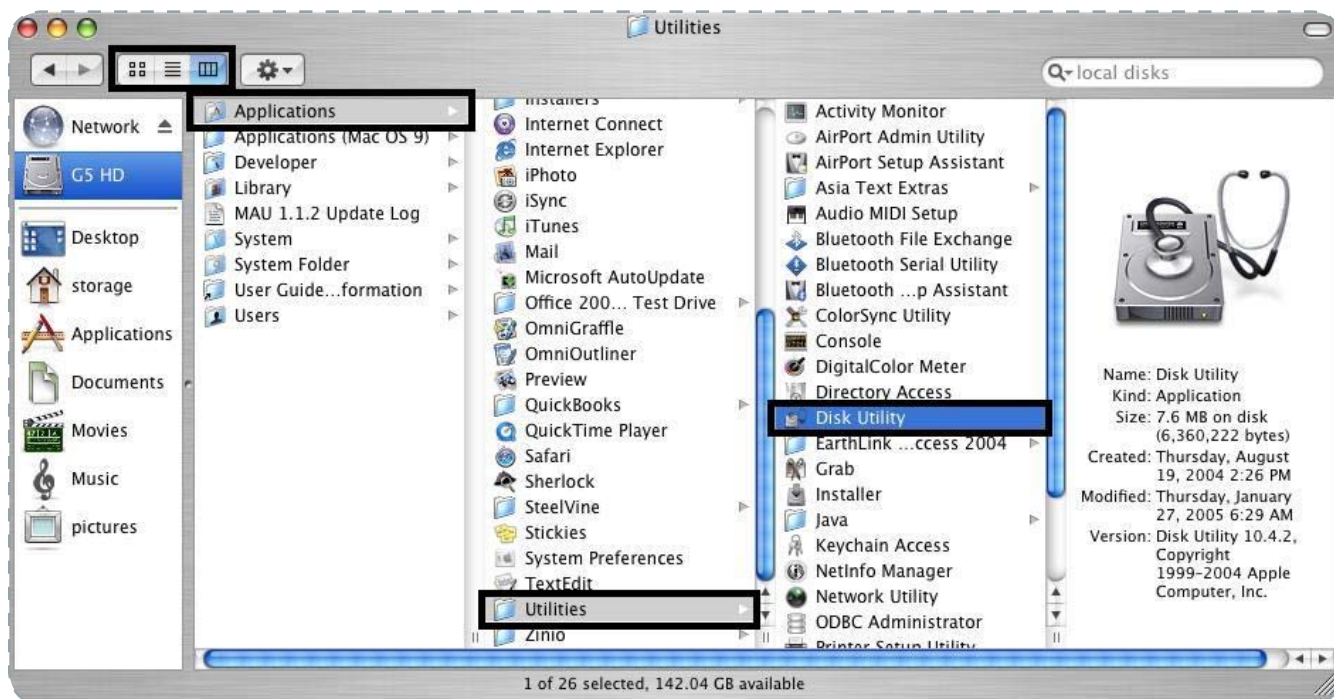 Utilities
local disks
Network
G5 HD
Desktop
storage
Applications
Documents
Movies
Music
pictures
Applications
Applications (Mac OS 9)
Developer
Library
MAU 1.1.2 Update Log
System
System Folder
User Guide...formation
Users
Installers
Internet Connect
Internet Explorer
iPhoto
iSync
iTunes
Mail
Microsoft AutoUpdate
Office 200... Test Drive
OmniGraffle
OmniOutliner
Preview
QuickBooks
QuickTime Player
Safari
Sherlock
SteelVine
Stickies
System Preferences
TextEdit
Utilities
Zinio
Activity Monitor
AirPort Admin Utility
AirPort Setup Assistant
Asia Text Extras
Audio MIDI Setup
Bluetooth File Exchange
Bluetooth Serial Utility
Bluetooth ...p Assistant
ColorSync Utility
Console
DigitalColor Meter
Directory Access
Disk Utility
EarthLink ...ccess 2004
Grab
Installer
Java
Keychain Access
NetInfo Manager
Network Utility
ODBC Administrator
Printer Setup Utility
Name: Disk Utility
Kind: Application
Size: 7.6 MB on disk
(6,360,222 bytes)
Created: Thursday, August
19, 2004 2:26 PM
Modified: Thursday, January
27, 2005 6:29 AM
Version: Disk Utility 10.4.2,
Copyright
1999-2004 Apple
Computer, Inc.
1 of 26 selected, 142.04 GB available